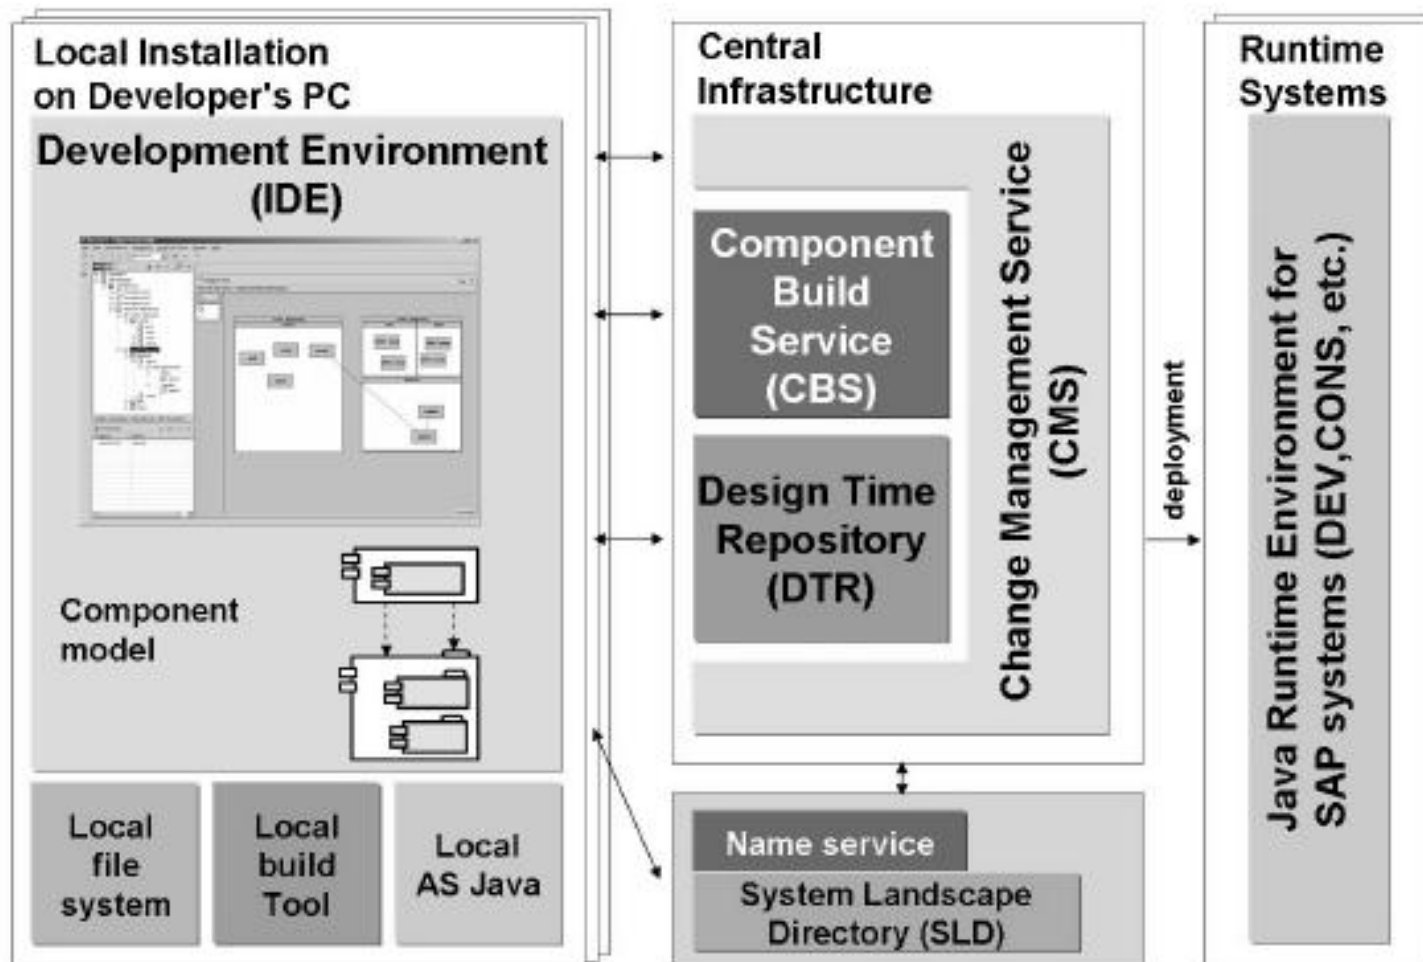 Local Installation
on Developer's PC
Development Environment
(IDE)
Component
model
Local
file
system
Local
build
Tool
Local
AS Java
Central
Infrastructure
Component
Build
Service
(CBS)
Design Time
Repository
(DTR)
Change Management Service
(CMS)
Name service
System Landscape
Directory (SLD)
deployment
Runtime
Systems
Java Runtime Environment for
SAP systems (DEV,CONS, etc.)